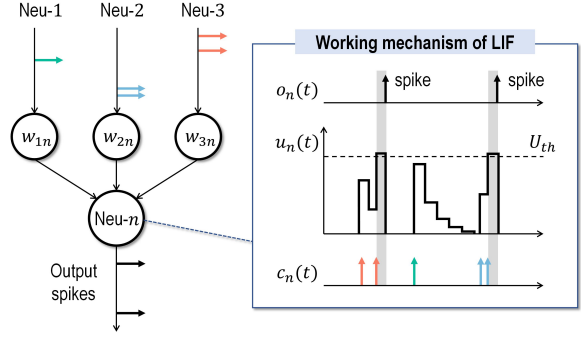 Neu-1
Neu-2
Neu-3
w₁ₙ
w₂ₙ
w₃ₙ
Neu-n
Output
spikes
Working mechanism of LIF
oₙ(t)
spike
spike
uₙ(t)
Uₜₕ
cₙ(t)